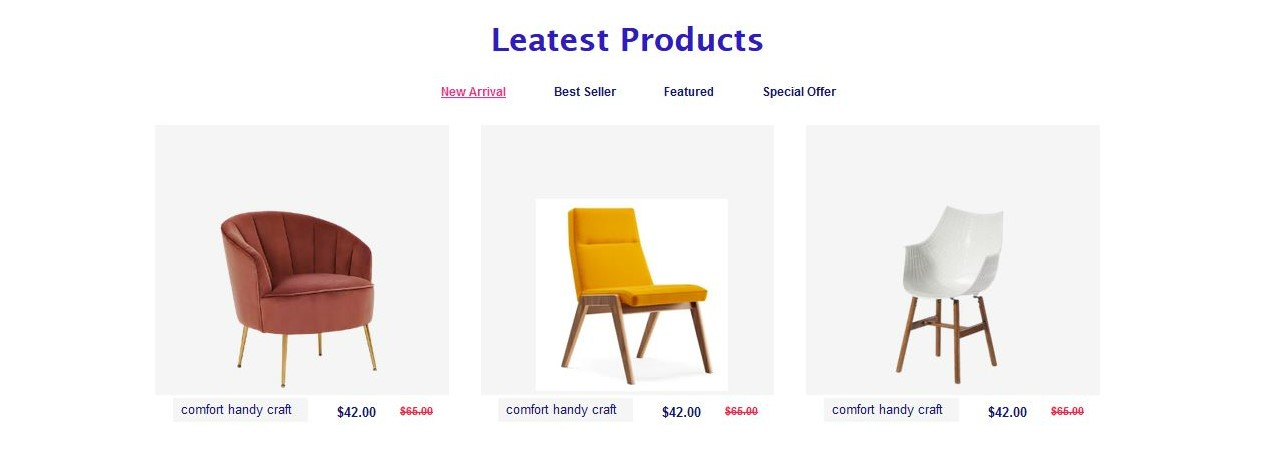 Leatest Products
New Arrival Best Seller Featured Special Offer
comfort handy craft $42.00 $65.00 comfort handy craft $42.00 $65.00 comfort handy craft $42.00 $65.00